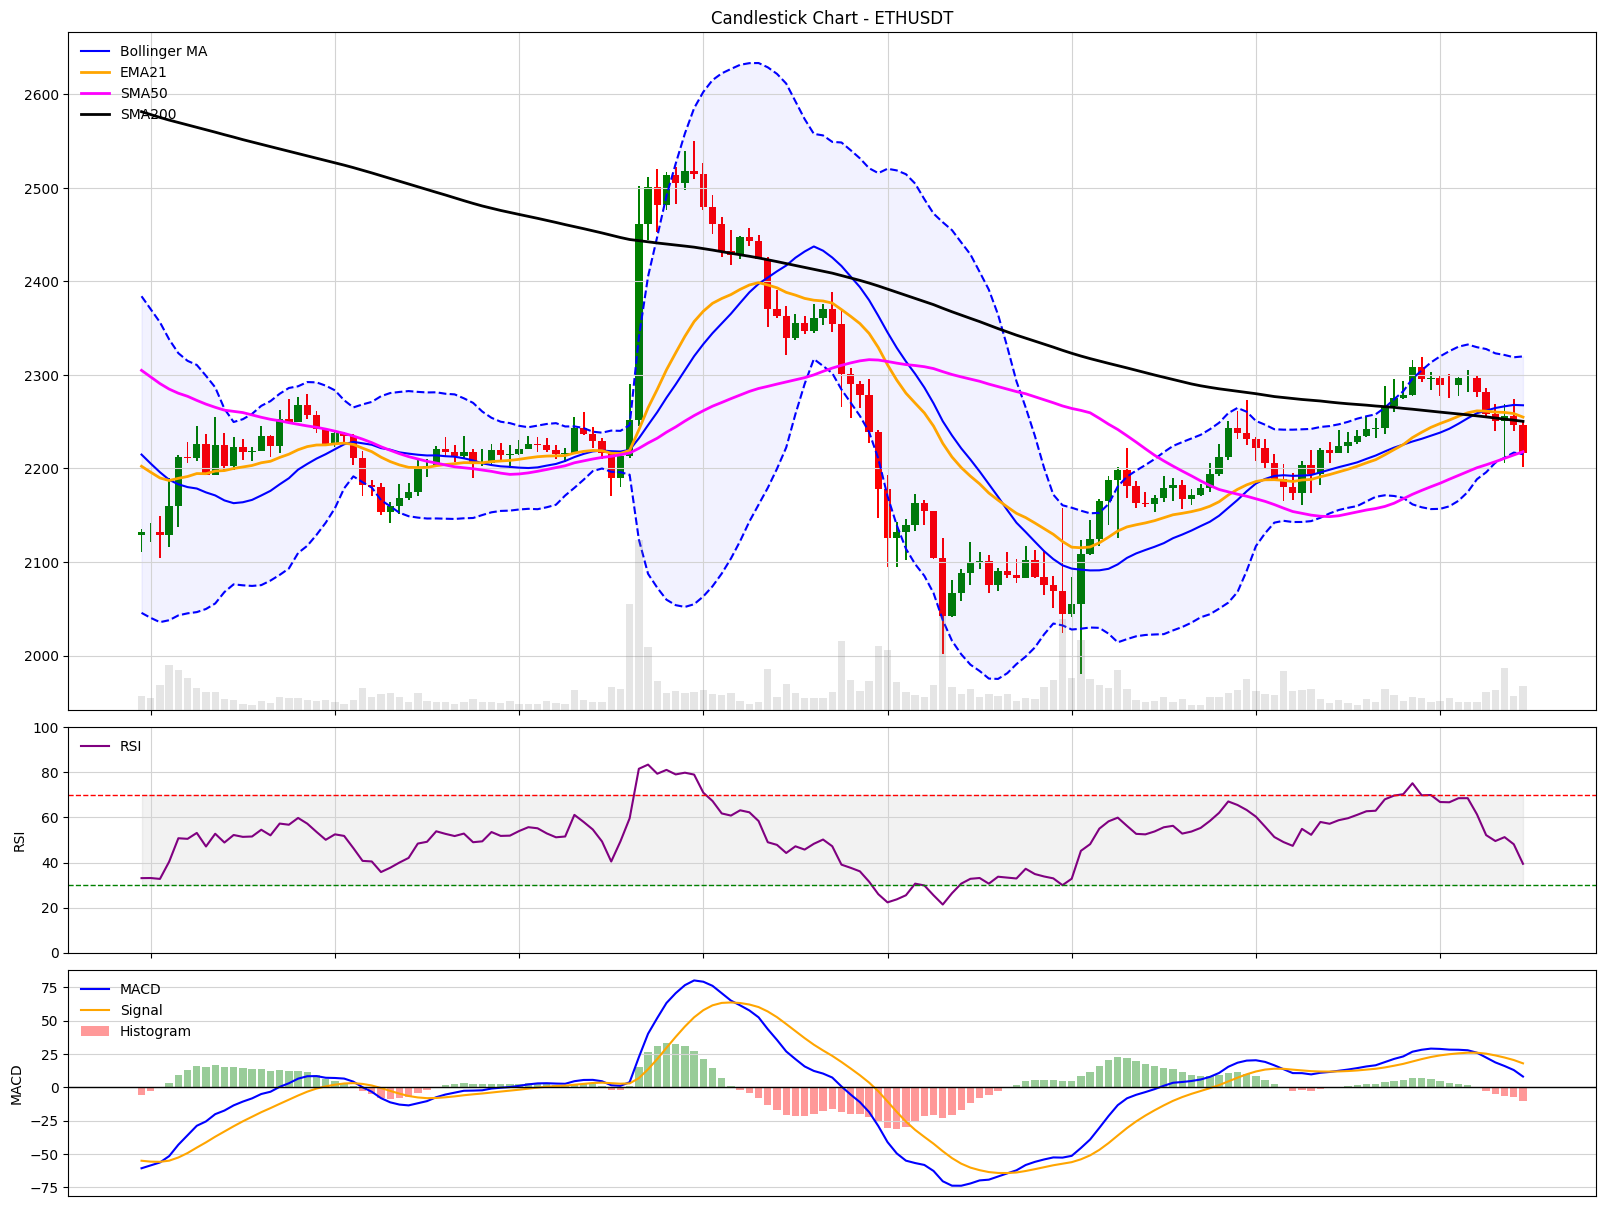 Candlestick Chart - ETHUSDT
Bollinger MA
EMA21
SMA50
SMA200
2600
2500
2400
2300
2200
2100
2000
RSI
100
80
60
40
20
0
RSI
MACD
Signal
Histogram
75
50
25
0
−25
−50
−75
MACD